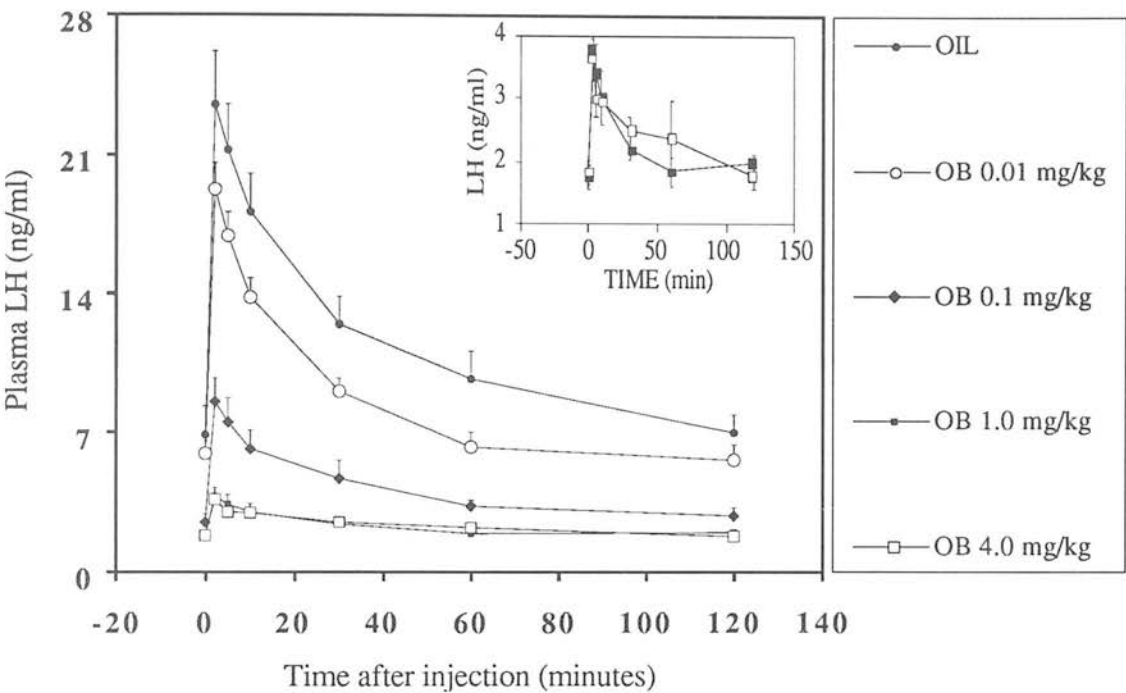 28
21
14
7
0
Plasma LH (ng/ml)
-20 0 20 40 60 80 100 120 140
Time after injection (minutes)
4
3
2
1
LH (ng/ml)
-50 0 50 100 150
TIME (min)
OIL
OB 0.01 mg/kg
OB 0.1 mg/kg
OB 1.0 mg/kg
OB 4.0 mg/kg